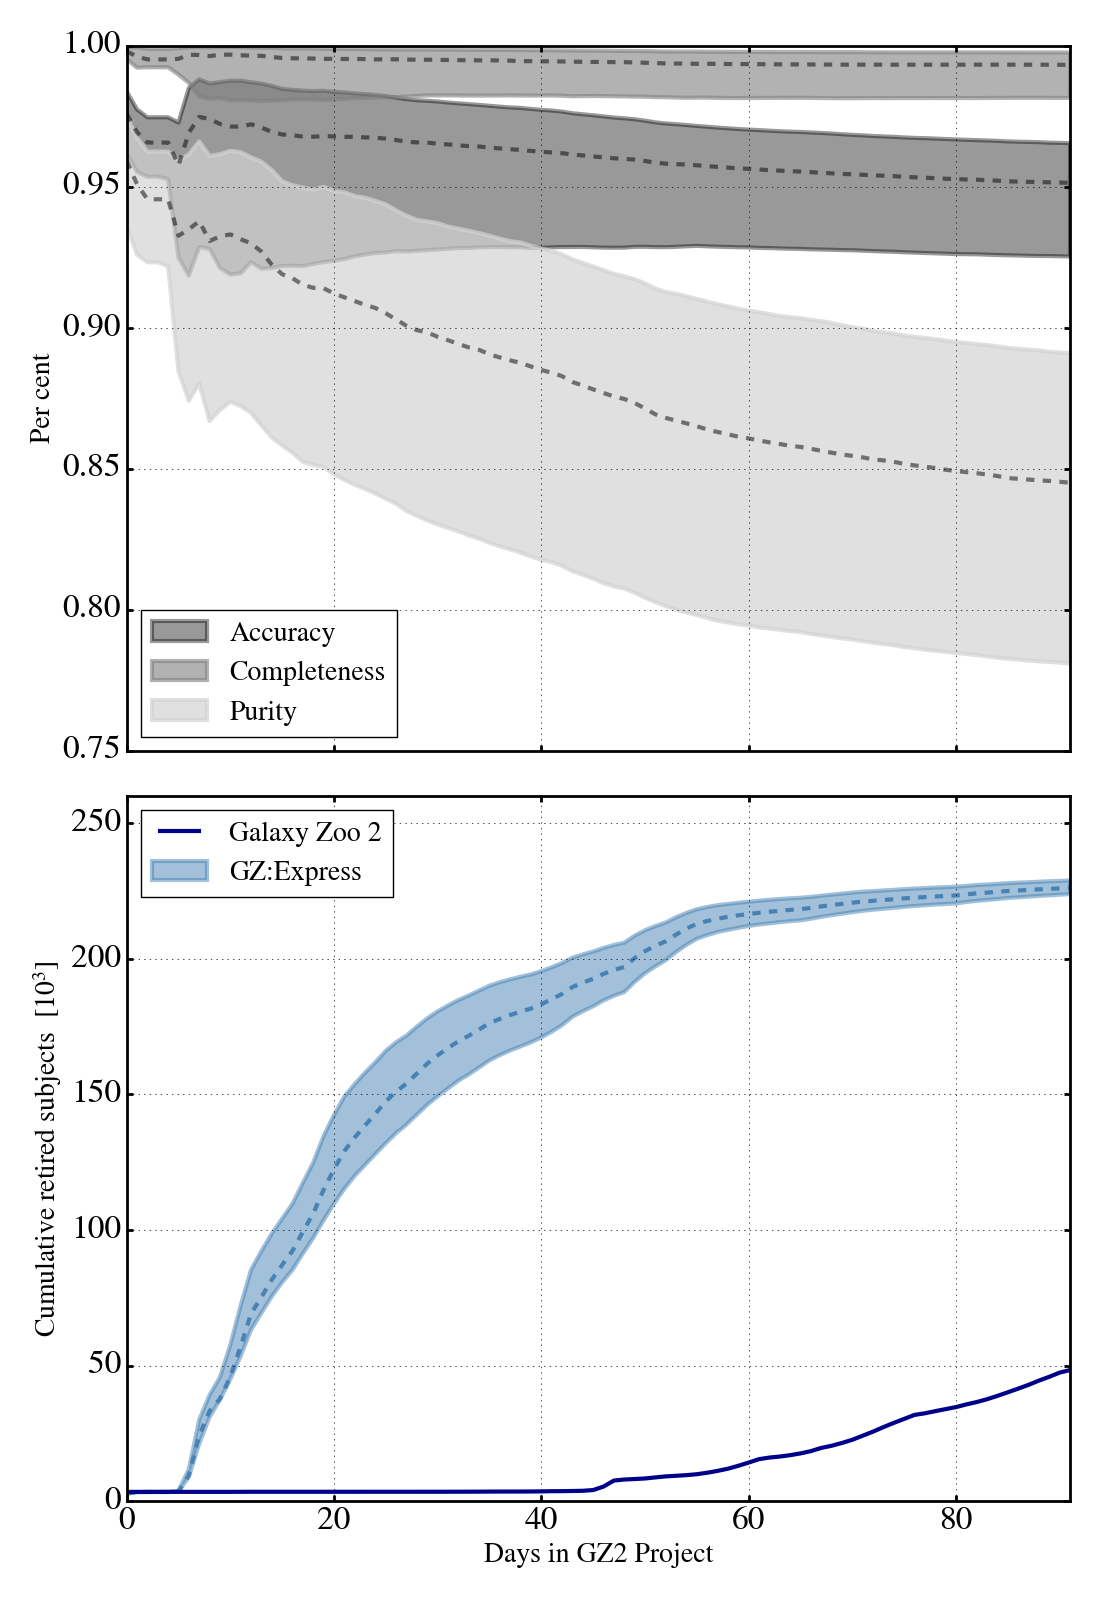 1.00
0.95
0.90
0.85
0.80
0.75
Per cent
Accuracy
Completeness
Purity
250
200
150
100
50
0
Cumulative retired subjects [10³]
Galaxy Zoo 2
GZ:Express
0 20 40 60 80
Days in GZ2 Project